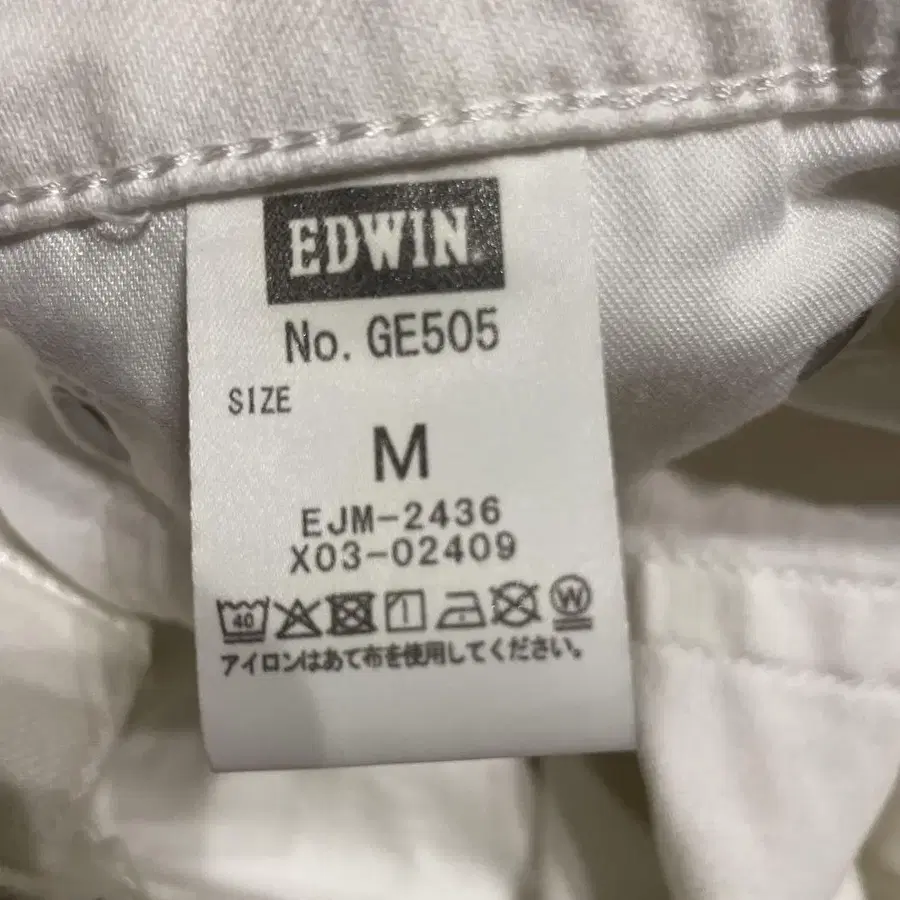 EDWIN
No. GE505
SIZE
M
EJM-2436
X03-02409
40 W
アイロンはあて布を使用してください。